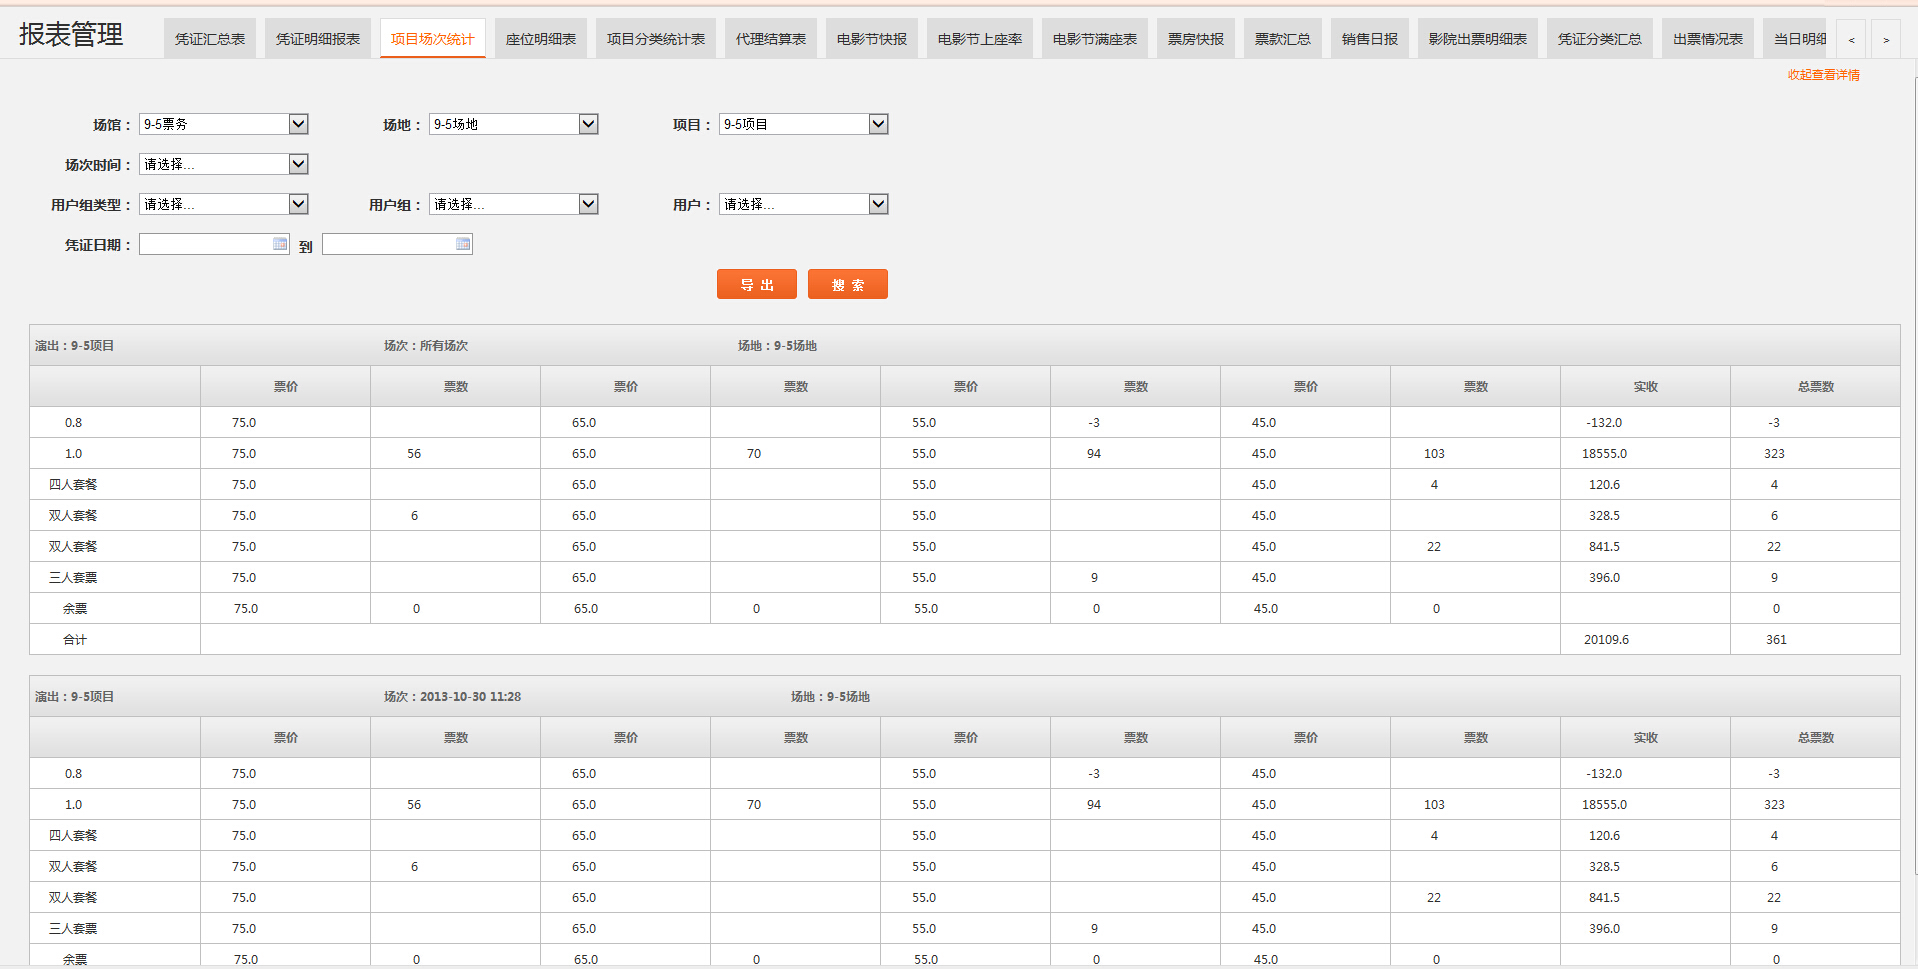 报表管理 凭证汇总表 凭证明细报表 项目场次统计 座位明细表 项目分类统计表 代理结算表 电影节快报 电影节上座率 电影节满座表 票房快报 票款汇总 销售日报 影院出票明细表 凭证分类汇总 出票情况表 当日明细 < >
收起查看详情
场馆： 9-5票务 场地： 9-5场地 项目： 9-5项目
场次时间： 请选择...
用户组类型： 请选择... 用户组： 请选择... 用户： 请选择...
凭证日期： 到
导 出 搜 索
演出：9-5项目 场次：所有场次 场地：9-5场地
票价 票数 票价 票数 票价 票数 票价 票数 实收 总票数
0.8 75.0 65.0 55.0 -3 45.0 -132.0 -3
1.0 75.0 56 65.0 70 55.0 94 45.0 103 18555.0 323
四人套餐 75.0 65.0 55.0 45.0 4 120.6 4
双人套餐 75.0 6 65.0 55.0 45.0 328.5 6
双人套餐 75.0 65.0 55.0 45.0 22 841.5 22
三人套票 75.0 65.0 55.0 9 45.0 396.0 9
余票 75.0 0 65.0 0 55.0 0 45.0 0 0
合计 20109.6 361
演出：9-5项目 场次：2013-10-30 11:28 场地：9-5场地
票价 票数 票价 票数 票价 票数 票价 票数 实收 总票数
0.8 75.0 65.0 55.0 -3 45.0 -132.0 -3
1.0 75.0 56 65.0 70 55.0 94 45.0 103 18555.0 323
四人套餐 75.0 65.0 55.0 45.0 4 120.6 4
双人套餐 75.0 6 65.0 55.0 45.0 328.5 6
双人套餐 75.0 65.0 55.0 45.0 22 841.5 22
三人套票 75.0 65.0 55.0 9 45.0 396.0 9
余票 75.0 0 65.0 0 55.0 0 45.0 0 0